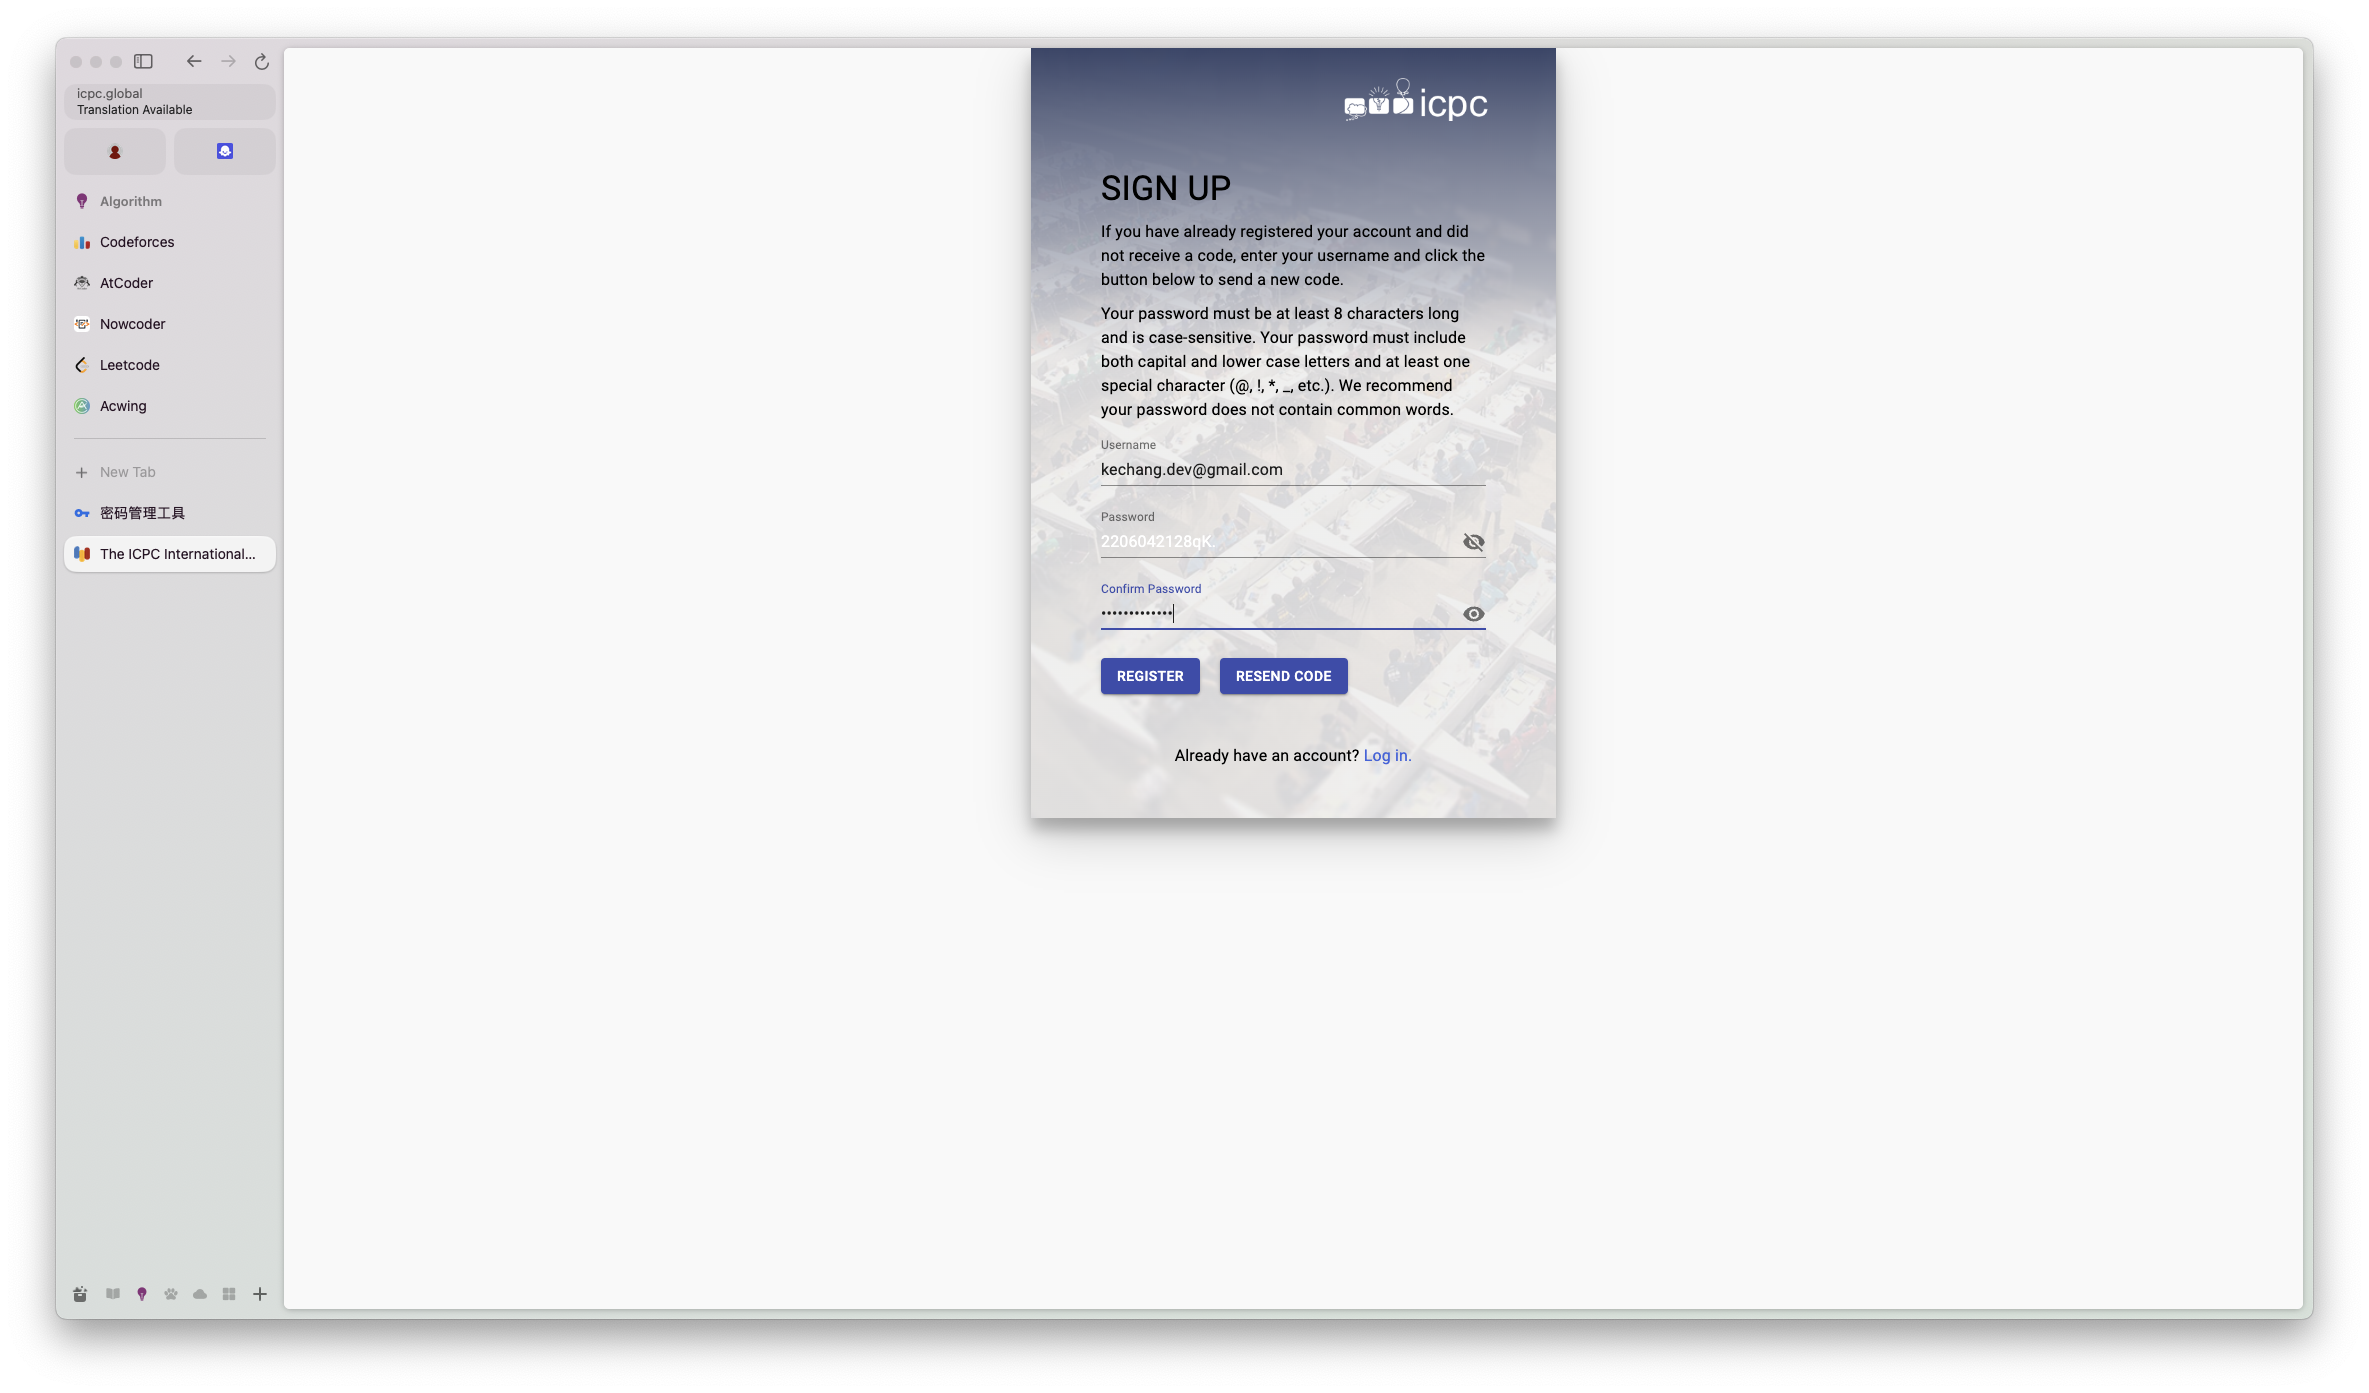 icpc.global
Translation Available
Algorithm
Codeforces
AtCoder
Nowcoder
Leetcode
Acwing
New Tab
密码管理工具
The ICPC International...
icpc
SIGN UP
If you have already registered your account and did
not receive a code, enter your username and click the
button below to send a new code.
Your password must be at least 8 characters long
and is case-sensitive. Your password must include
both capital and lower case letters and at least one
special character (@, !, *, _, etc.). We recommend
your password does not contain common words.
Username
kechang.dev@gmail.com
Password
2206042128qK.
Confirm Password
•••••••••••••
REGISTER
RESEND CODE
Already have an account? Log in.